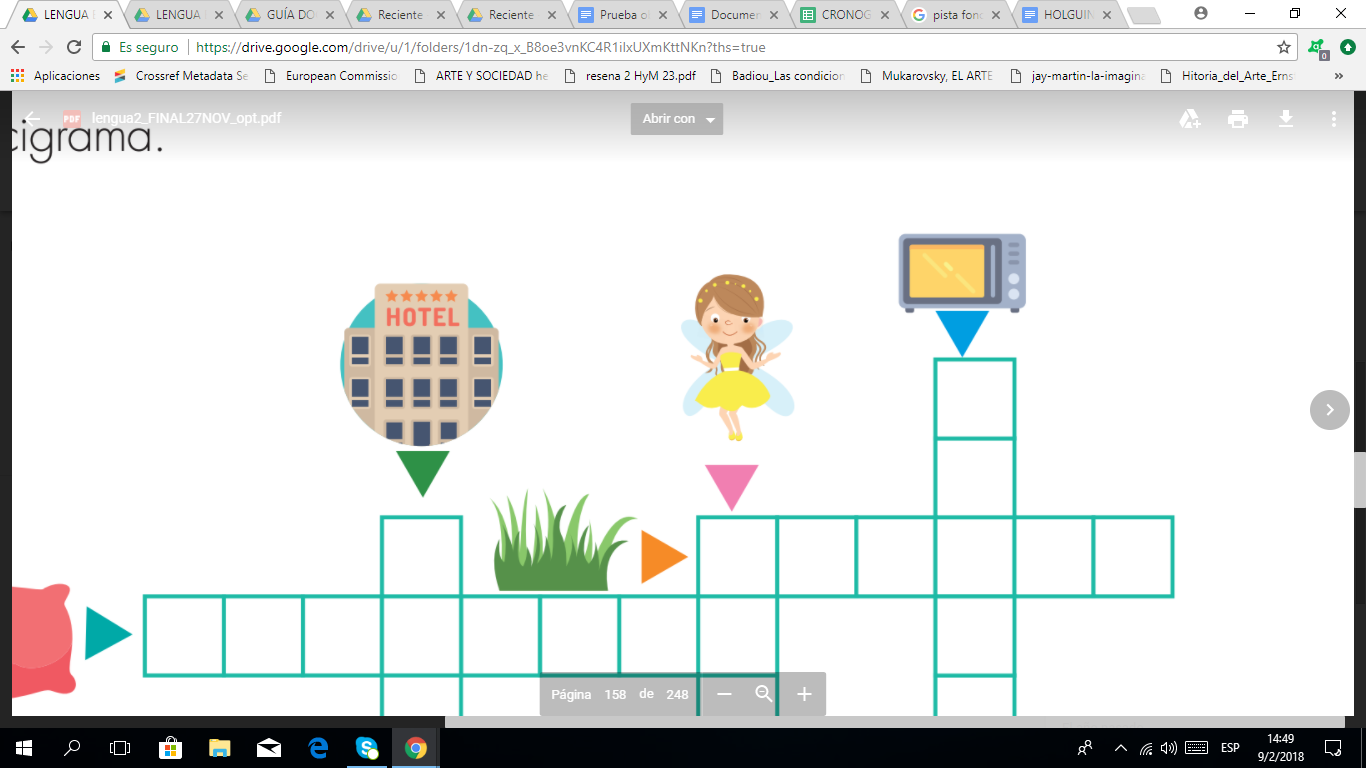 LENGUA
LENGUA
GUÍA DO
Reciente
Reciente
Prueba o
Documen
CRONOG
pista fon
HOLGUIN
Es seguro
https://drive.google.com/drive/u/1/folders/1dn-zq_x_B8oe3vnKC4R1ilxUXmKttNKn?ths=true
0
Aplicaciones
Crossref Metadata Se
European Commissio
ARTE Y SOCIEDAD he
resena 2 HyM 23.pdf
Badiou_Las condicion
Mukarovsky, EL ARTE
jay-martin-la-imagina
Hitoria_del_Arte_Erns
»
PDF
lengua2_FINAL27NOV_opt.pdf
Abrir con
cigrama.
HOTEL
Página 158 de 248
ESP
14:49
9/2/2018